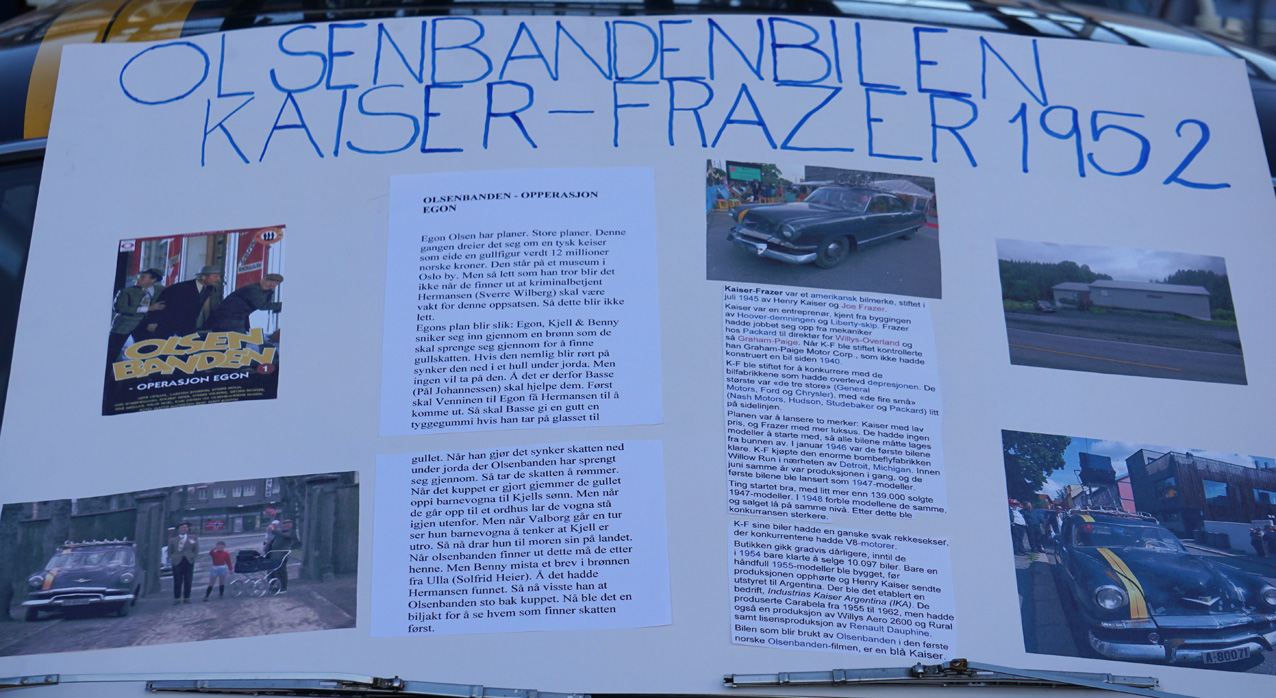 OLSENBANDENBILEN
KAISER-FRAZER 1952
OLSEN
BANDEN
- OPERASJON EGON
1
OLSENBANDEN - OPPERASJON
EGON
Egon Olsen har planer. Store planer. Denne
gangen dreier det seg om en tysk keiser
som eide en gullfigur verdt 12 millioner
norske kroner. Den står på et museum i
Oslo by. Men så lett som han tror blir det
ikke når de finner ut at kriminalbetjent
Hermansen (Sverre Wilberg) skal være
vakt for denne oppsatsen. Så dette blir ikke
lett.
Egons plan blir slik: Egon, Kjell & Benny
sniker seg inn gjennom en brønn som de
skal sprenge seg gjennom for å finne
gullskatten. Hvis den nemlig blir rørt på
synker den ned i et hull under jorda. Men
ingen vil ta på den. Å det er derfor Basse
(Pål Johannessen) skal hjelpe dem. Først
skal Venninen til Egon få Hermansen til å
komme ut. Så skal Basse gi en gutt en
tyggegummi hvis han tar på glasset til
gullet. Når han gjør det synker skatten ned
under jorda der Olsenbanden har sprengt
seg gjennom. Så tar de skatten å rømmer.
Når det kuppet er gjort gjemmer de gullet
oppi barnevogna til Kjells sønn. Men når
de går opp til et ordhus lar de vogna stå
igjen utenfor. Men når Valborg går en tur
ser hun barnevogna å tenker at Kjell er
utro. Så nå drar hun til moren sin på landet.
Når olsenbanden finner ut dette må de etter
henne. Men Benny mista et brev i brønnen
fra Ulla (Solfrid Heier). Å det hadde
Hermansen funnet. Så nå visste han at
Olsenbanden sto bak kuppet. Nå ble det en
biljakt for å se hvem som finner skatten
først.
Kaiser-Frazer var et amerikansk bilmerke, stiftet i
juli 1945 av Henry Kaiser og Joe Frazer.
Kaiser var en entreprenør, kjent fra byggingen
av Hoover-demningen og Liberty-skip. Frazer
hadde jobbet seg opp fra mekaniker
hos Packard til direktør for Willys-Overland og
så Graham-Paige. Når K-F ble stiftet kontrollerte
han Graham-Paige Motor Corp., som ikke hadde
konstruert en bil siden 1940.
K-F ble stiftet for å konkurrere med de
bilfabrikkene som hadde overlevd depresjonen. De
største var «de tre store» (General
Motors, Ford og Chrysler), med «de fire små»
(Nash Motors, Hudson, Studebaker og Packard) litt
på sidelinjen.
Planen var å lansere to merker: Kaiser med lav
pris, og Frazer med mer luksus. De hadde ingen
modeller å starte med, så alle bilene måtte lages
fra bunnen av. I januar 1946 var de første bilene
klare. K-F kjøpte den enorme bombeflyfabrikken
Willow Run i nærheten av Detroit, Michigan. Innen
juni samme år var produksjonen i gang, og de
første bilene ble lansert som 1947-modeller.
Ting startet bra, med litt mer enn 139.000 solgte
1947-modeller. I 1948 forble modellene de samme,
og salget lå på samme nivå. Etter dette ble
konkurransen sterkere.
K-F sine biler hadde en ganske svak rekkesekser,
der konkurrentene hadde V8-motorer.
Butikken gikk gradvis dårligere, inntil de
i 1954 bare klarte å selge 10.097 biler. Bare en
håndfull 1955-modeller ble bygget, før
produksjonen opphørte og Henry Kaiser sendte
utstyret til Argentina. Der ble det etablert en
bedrift, Industrias Kaiser Argentina (IKA). De
produserte Carabela fra 1955 til 1962, men hadde
også en produksjon av Willys Aero 2600 og Rural
samt lisensproduksjon av Renault Dauphine.
Bilen som blir brukt av Olsenbanden i den første
norske Olsenbanden-filmen, er en blå Kaiser.
A-80071